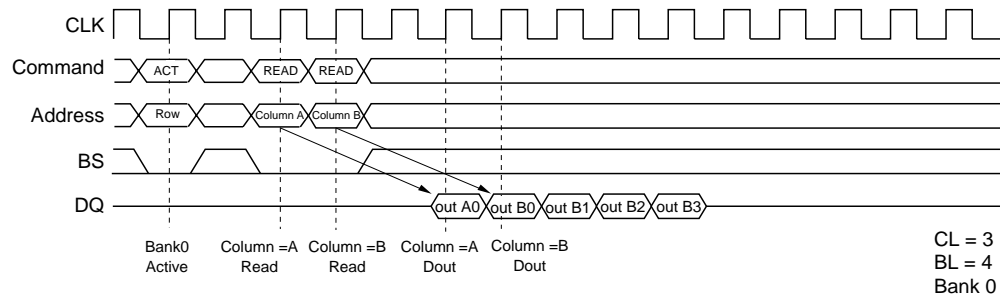 CLK
Command ACT READ READ
Address Row Column A Column B
BS
DQ out A0 out B0 out B1 out B2 out B3
Bank0 Column =A Column =B Column =A Column =B
Active Read Read Dout Dout
CL = 3
BL = 4
Bank 0